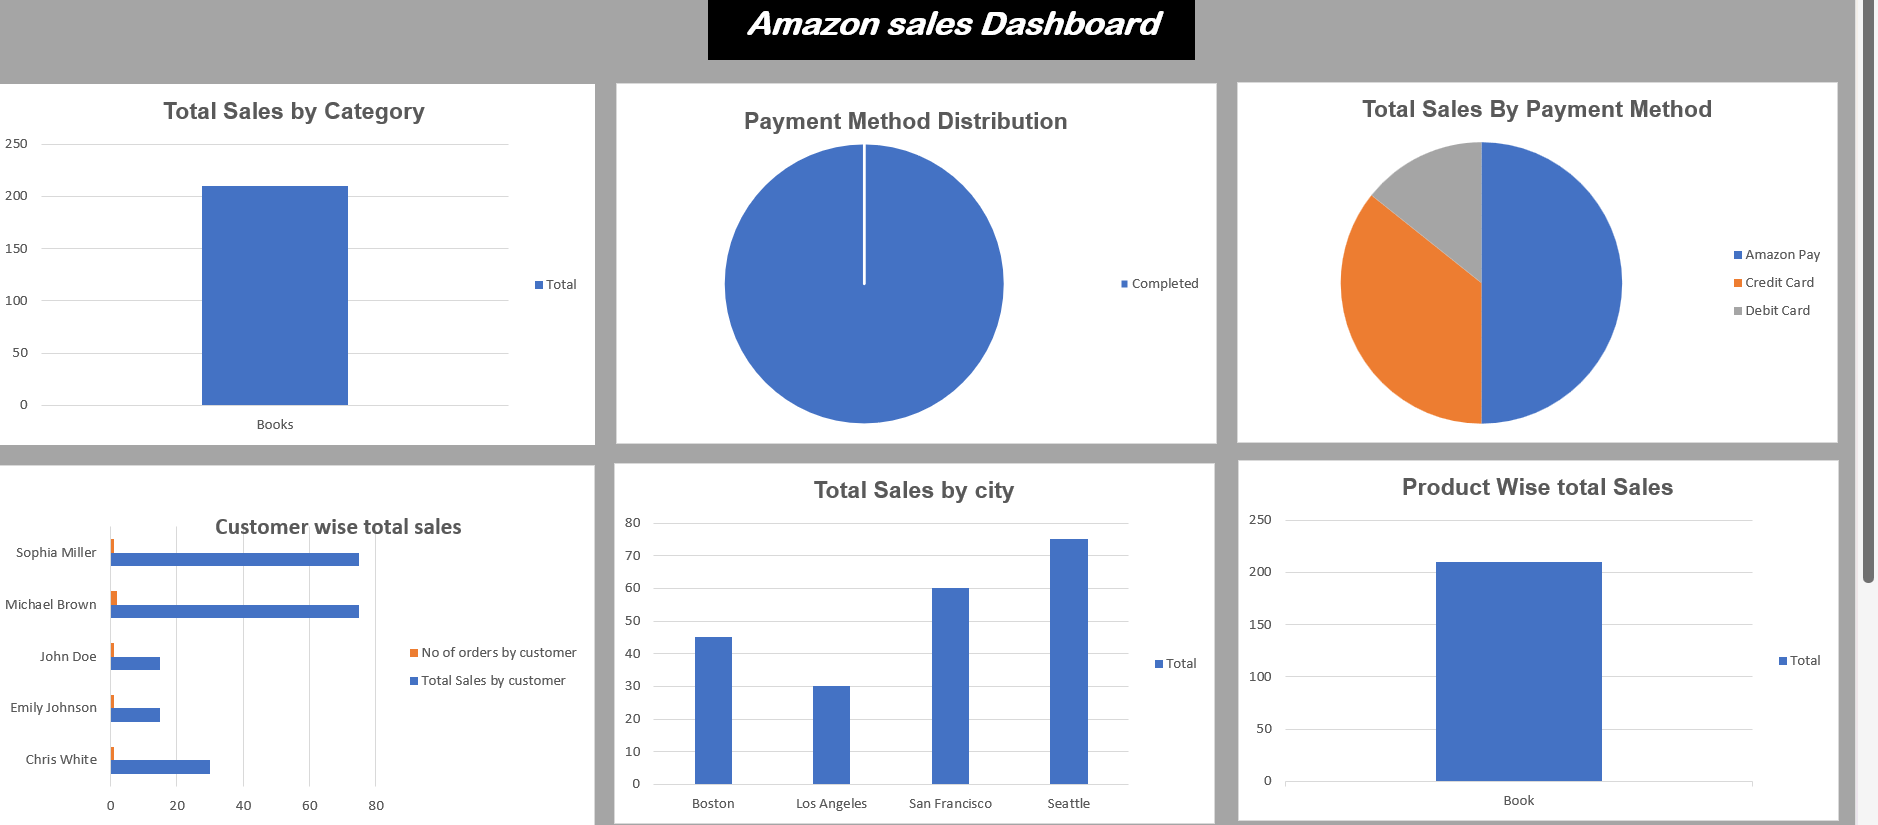 Amazon sales Dashboard
Total Sales by Category
250
200
150
100
50
0
Books
Total
Payment Method Distribution
Completed
Total Sales By Payment Method
Amazon Pay
Credit Card
Debit Card
Customer wise total sales
Sophia Miller
Michael Brown
John Doe
Emily Johnson
Chris White
0 20 40 60 80
No of orders by customer
Total Sales by customer
Total Sales by city
80
70
60
50
40
30
20
10
0
Boston Los Angeles San Francisco Seattle
Total
Product Wise total Sales
250
200
150
100
50
0
Book
Total